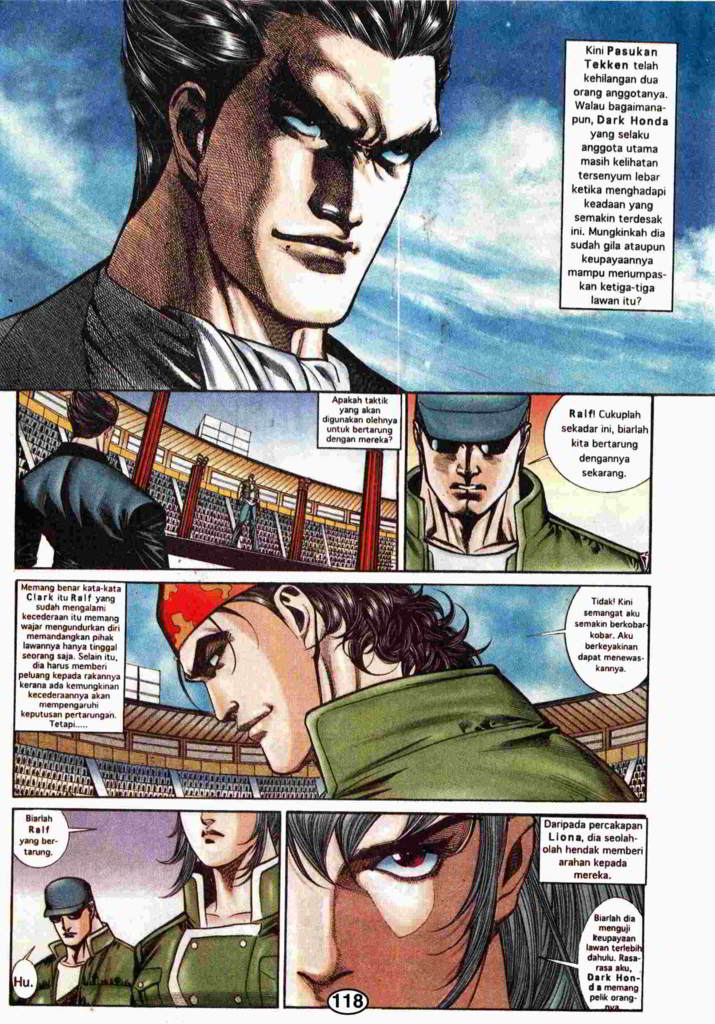 Kini Pasukan
Tekken telah
kehilangan dua
orang anggotanya.
Walau bagaimana-
pun, Dark Honda
yang selaku
anggota utama
masih kelihatan
tersenyum lebar
ketika menghadapi
keadaan yang
semakin terdesak
ini. Mungkinkah dia
sudah gila ataupun
keupayaannya
mampu menumpas-
kan ketiga-tiga
lawan itu?
Apakah taktik
yang akan
digunakan olehnya
untuk bertarung
dengan mereka?
Ralf! Cukuplah
sekadar ini, biarlah
kita bertarung
dengannya
sekarang.
Memang benar kata-kata
Clark itu Ralf yang
sudah mengalami
kecederaan itu memang
wajar mengundurkan diri
memandangkan pihak
lawannya hanya tinggal
seorang saja. Selain itu,
dia harus memberi
peluang kepada rakannya
kerana ada kemungkinan
kecederaannya akan
mempengaruhi
keputusan pertarungan.
Tetapi.....
Tidak! Kini
semangat aku
semakin berkobar-
kobar. Aku
berkeyakinan
dapat menewas-
kannya.
Biarlah
Ralf
yang ber-
tarung.
Hu.
Daripada percakapan
Liona, dia seolah-
olah hendak memberi
arahan kepada
mereka.
Biarlah dia
menguji
keupayaan
lawan terlebih
dahulu. Rasa-
rasa aku,
Dark Hon-
da memang
pelik orang-
nya.
118